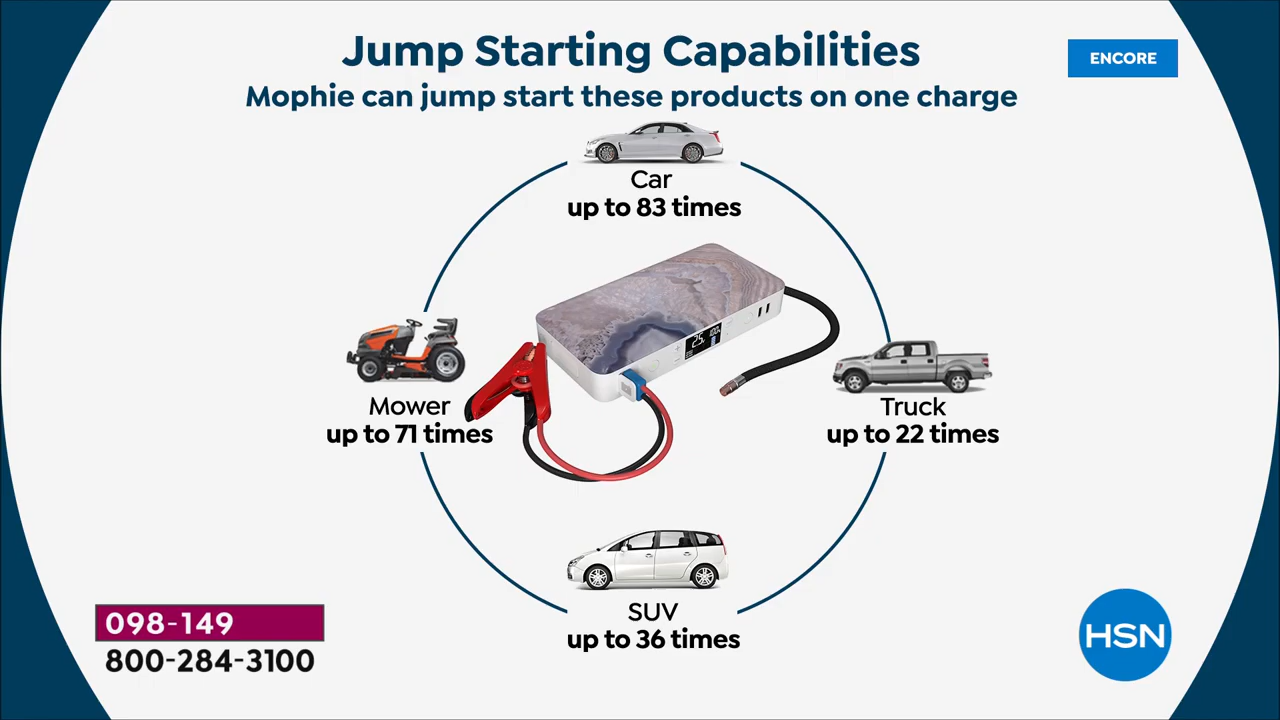 Jump Starting Capabilities
ENCORE
Mophie can jump start these products on one charge
Car
up to 83 times
Mower
up to 71 times
Truck
up to 22 times
SUV
up to 36 times
098-149
800-284-3100
HSN